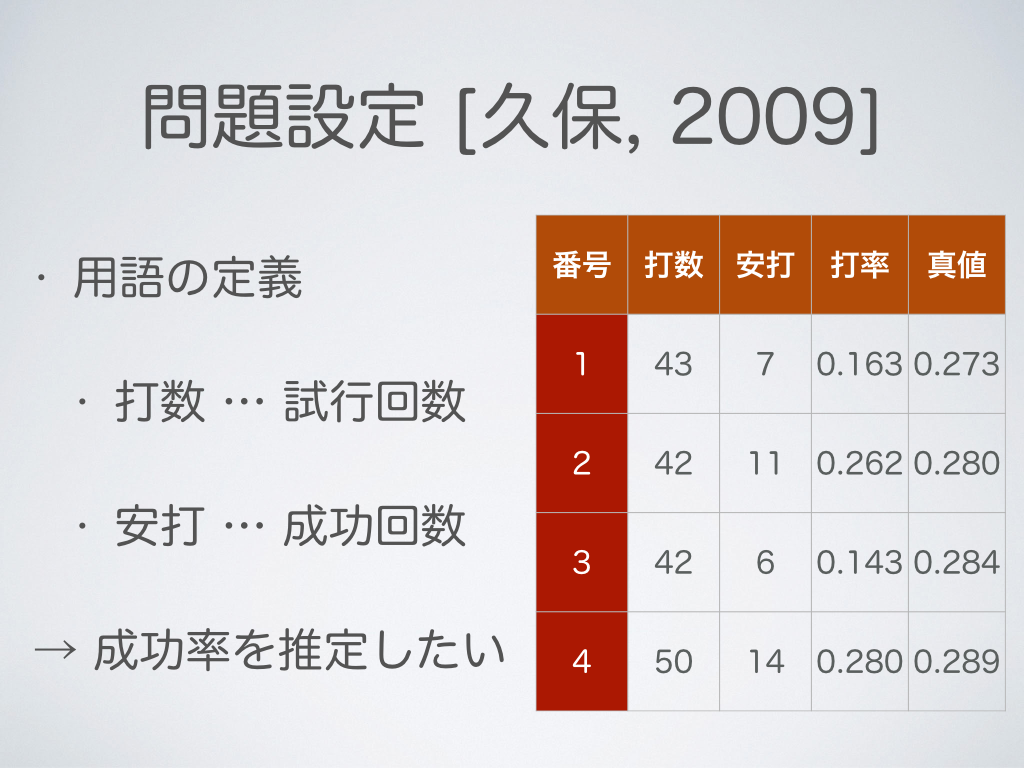 問題設定 [久保, 2009]
・ 用語の定義
・ 打数 … 試行回数
・ 安打 … 成功回数
→ 成功率を推定したい
番号 打数 安打 打率 真値
1 43 7 0.163 0.273
2 42 11 0.262 0.280
3 42 6 0.143 0.284
4 50 14 0.280 0.289